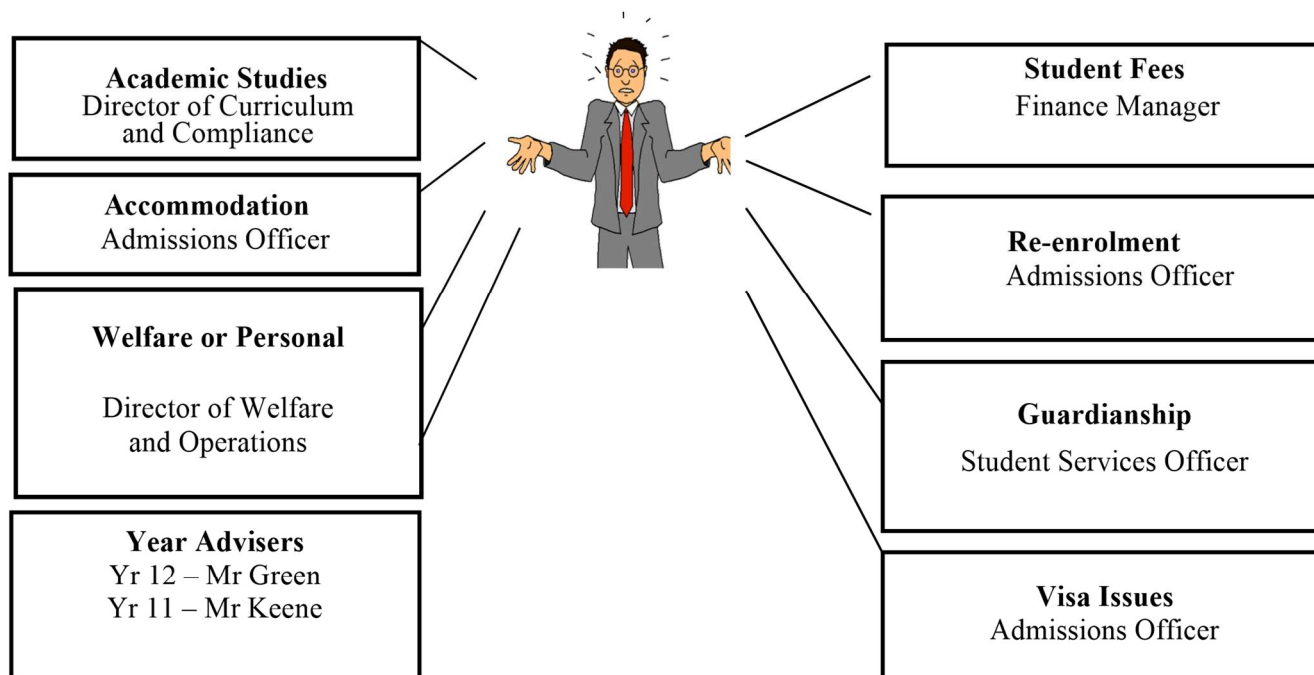 Academic Studies
Director of Curriculum
and Compliance
Accommodation
Admissions Officer
Welfare or Personal
Director of Welfare
and Operations
Year Advisers
Yr 12 – Mr Green
Yr 11 – Mr Keene
Student Fees
Finance Manager
Re-enrolment
Admissions Officer
Guardianship
Student Services Officer
Visa Issues
Admissions Officer